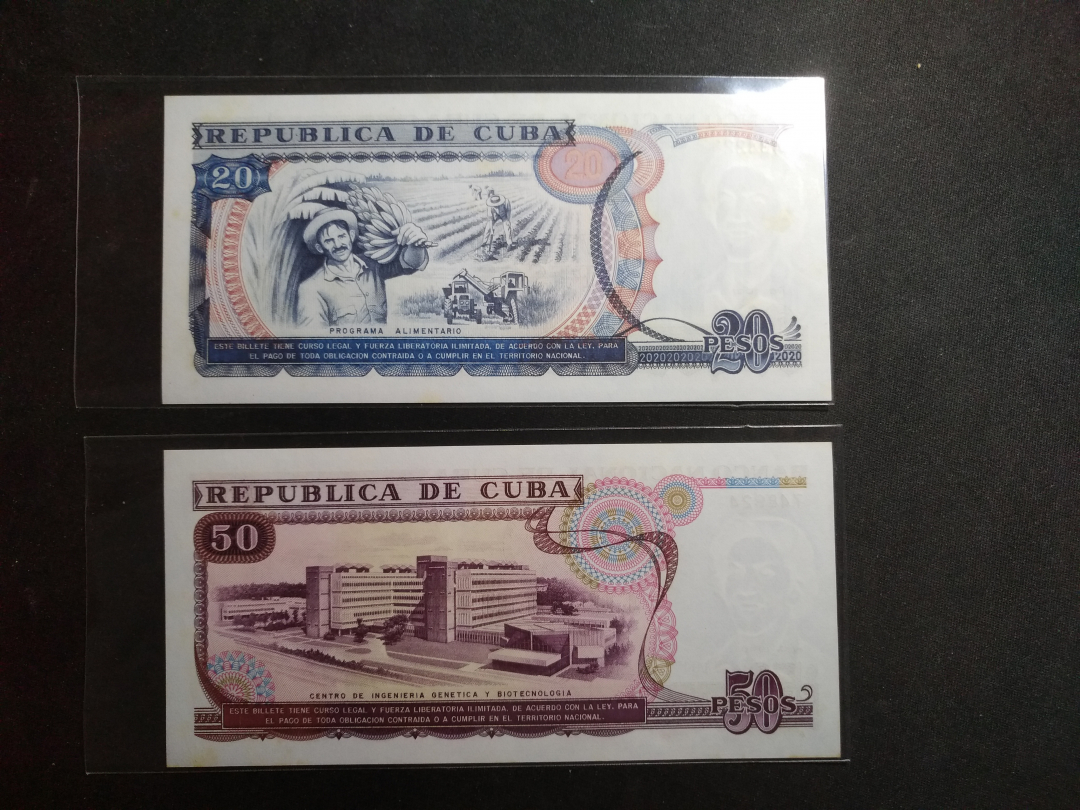 REPUBLICA DE CUBA
20
20
PROGRAMA ALIMENTARIO
ESTE BILLETE TIENE CURSO LEGAL Y FUERZA LIBERATORIA ILIMITADA, DE ACUERDO CON LA LEY, PARA
EL PAGO DE TODA OBLIGACION CONTRAIDA O A CUMPLIR EN EL TERRITORIO NACIONAL.
20
PESOS
REPUBLICA DE CUBA
50
CENTRO DE INGENIERIA GENETICA Y BIOTECNOLOGIA
ESTE BILLETE TIENE CURSO LEGAL Y FUERZA LIBERATORIA ILIMITADA, DE ACUERDO CON LA LEY, PARA
EL PAGO DE TODA OBLIGACION CONTRAIDA O A CUMPLIR EN EL TERRITORIO NACIONAL.
50
PESOS